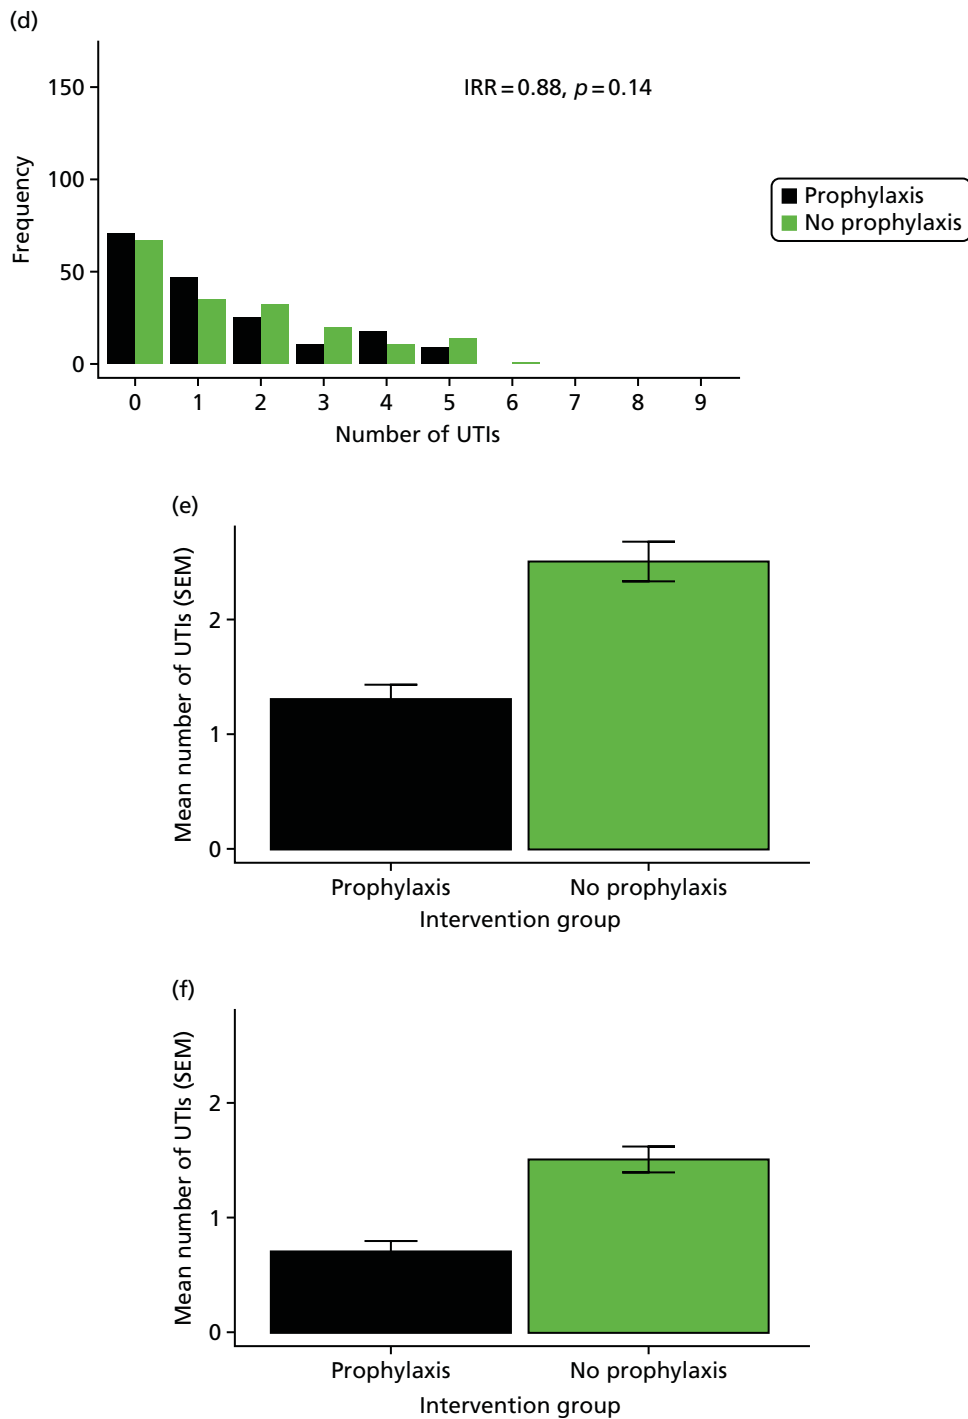 (d)
150
100
50
0
Frequency
IRR=0.88, p=0.14
Prophylaxis
No prophylaxis
0 1 2 3 4 5 6 7 8 9
Number of UTIs
(e)
Mean number of UTIs (SEM)
2
1
0
Prophylaxis No prophylaxis
Intervention group
(f)
Mean number of UTIs (SEM)
2
1
0
Prophylaxis No prophylaxis
Intervention group